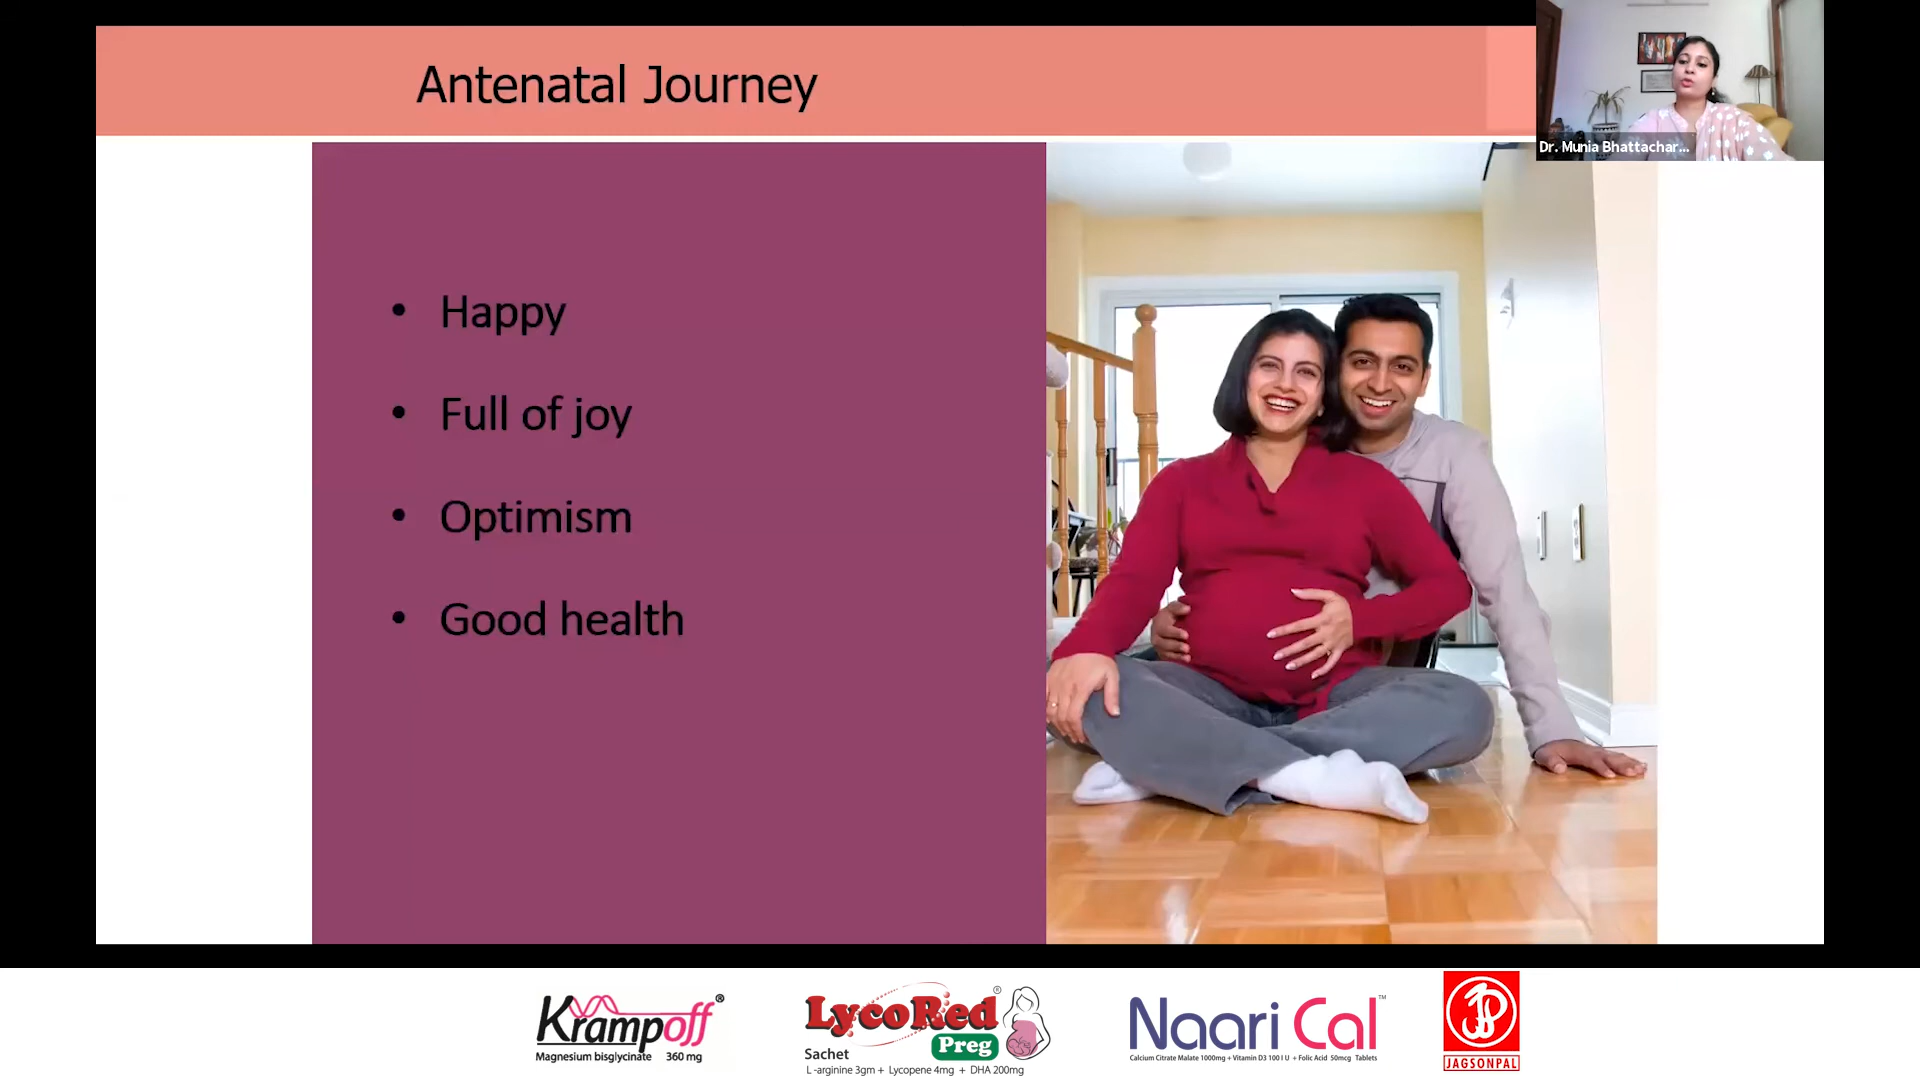 Antenatal Journey
Dr. Munia Bhattachar...
• Happy
• Full of joy
• Optimism
• Good health
Krampoff®
Magnesium bisglycinate 360 mg
LycoRed®
Preg
Sachet
L-arginine 3gm + Lycopene 4mg + DHA 200mg
Naari Cal™
Calcium Citrate Malate 1000mg + Vitamin D3 100 I U + Folic Acid 50mcg Tablets
JAGSONPAL